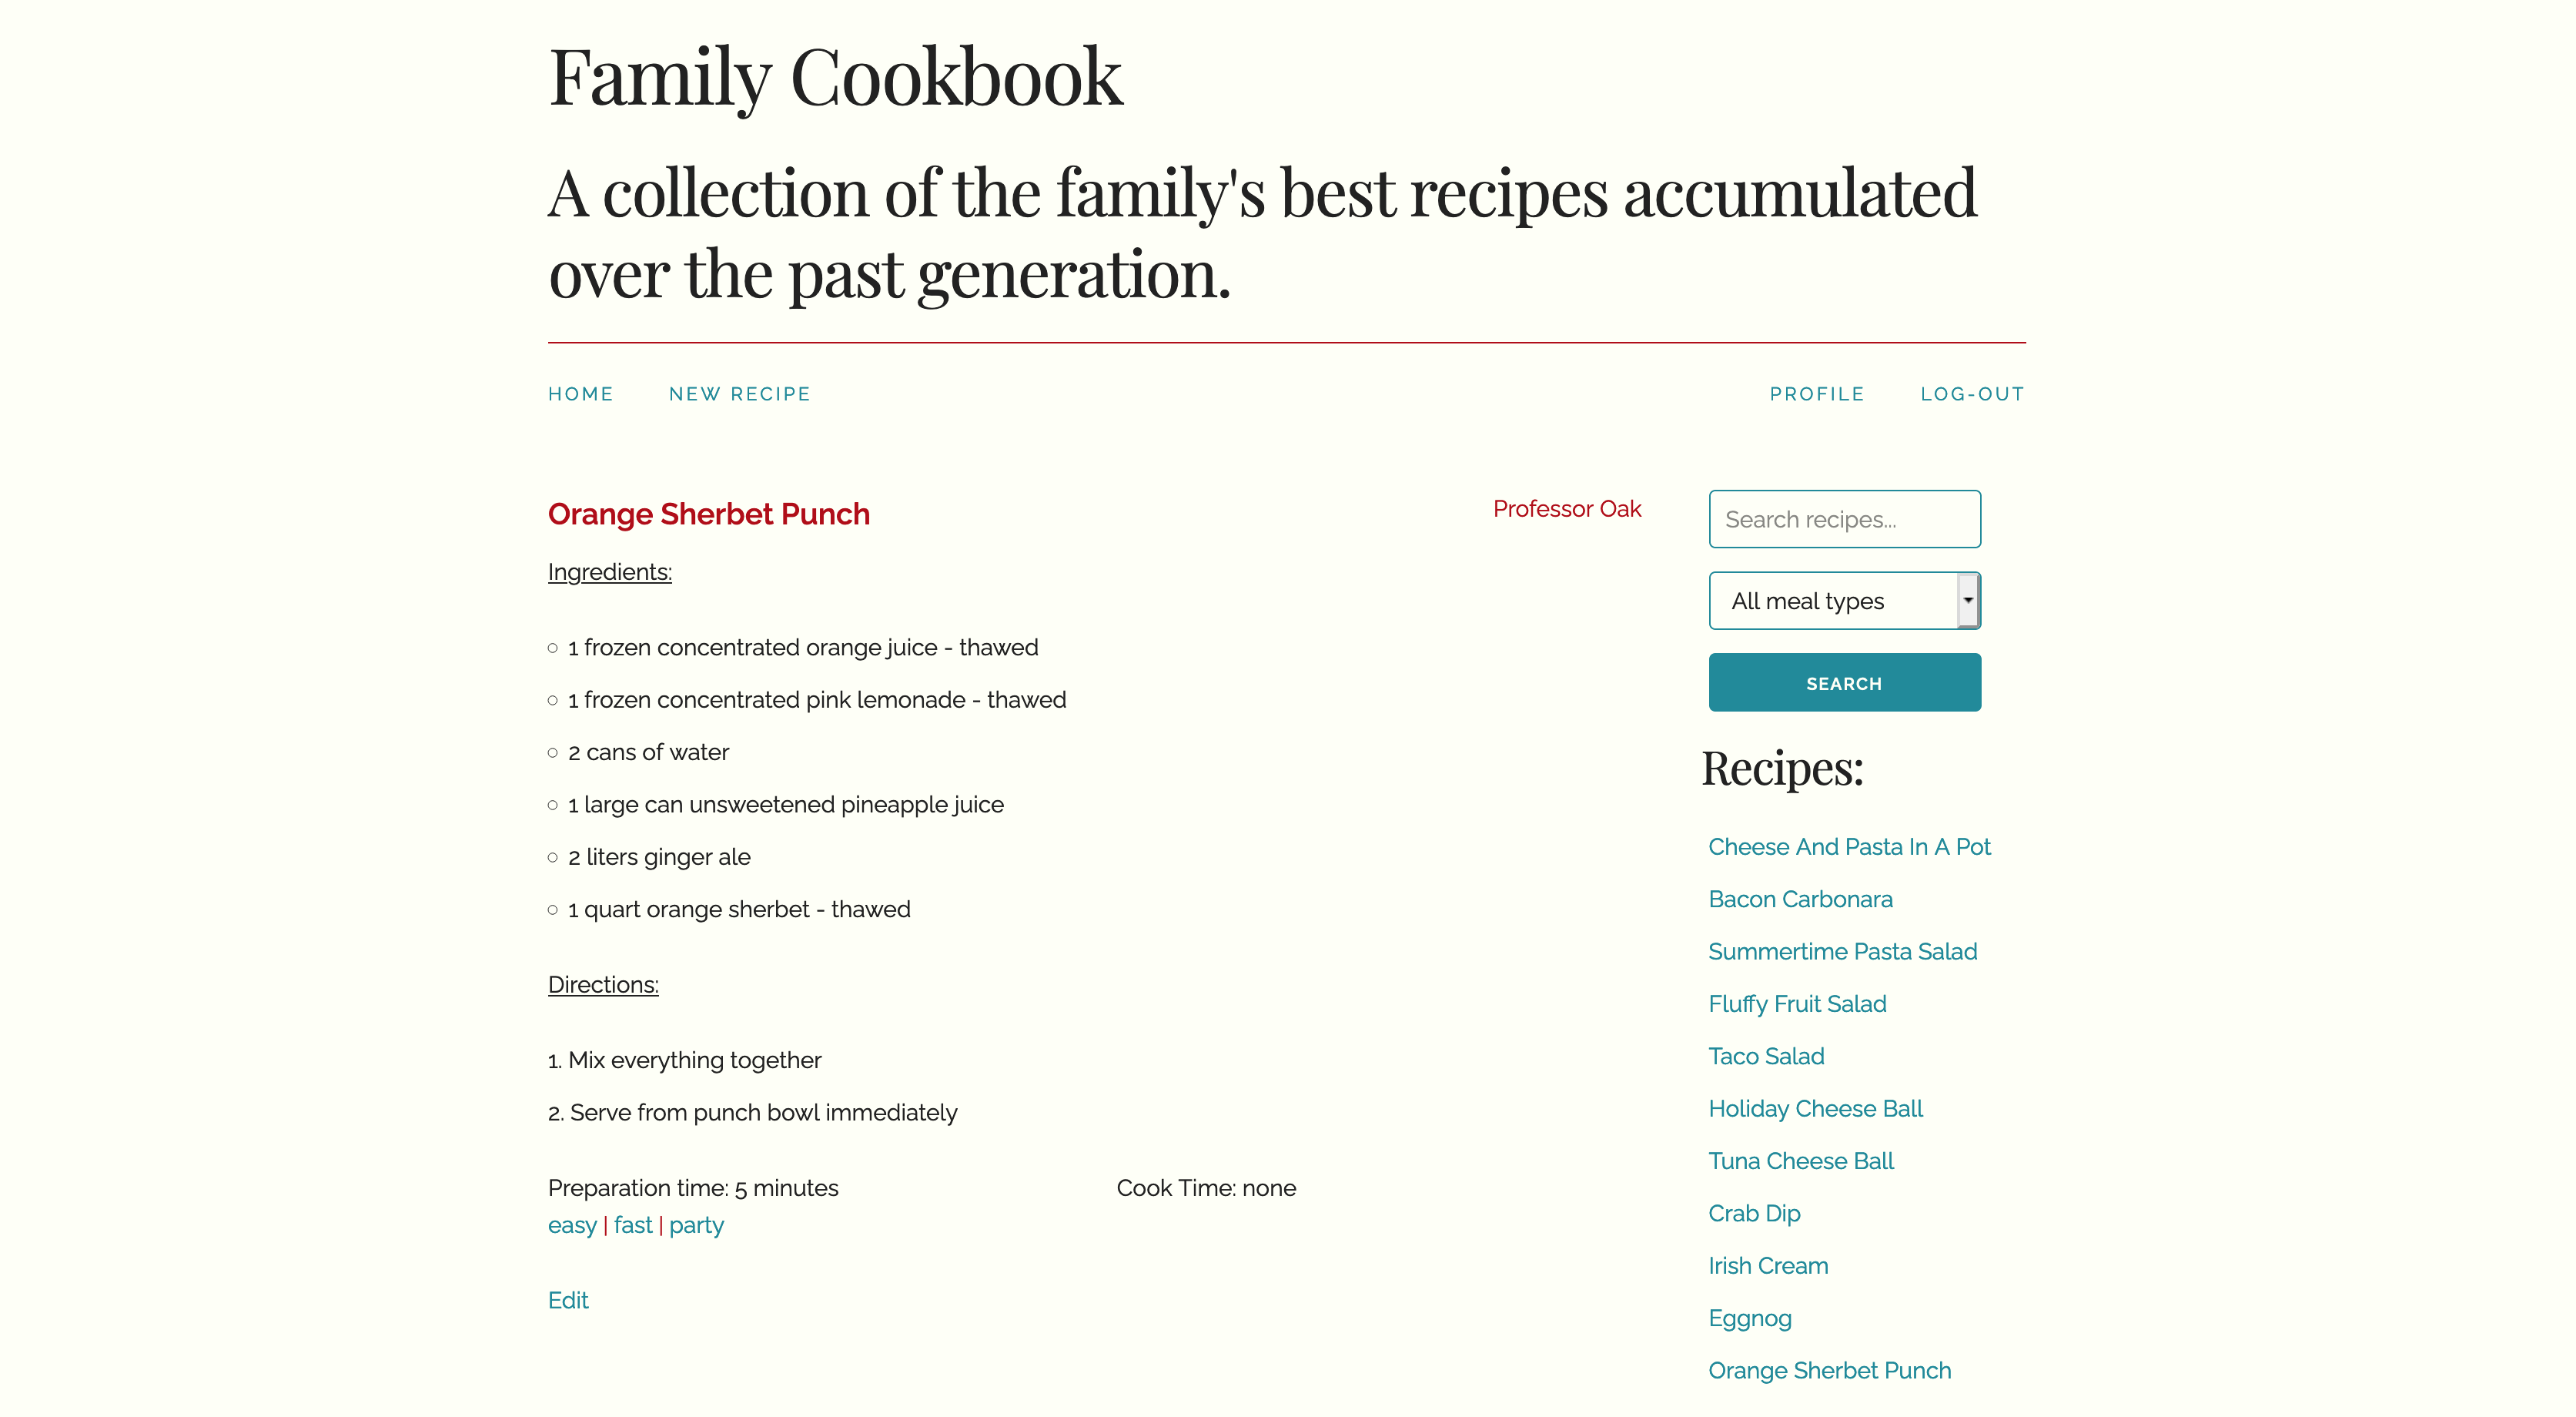 Family Cookbook
A collection of the family's best recipes accumulated
over the past generation.
HOME NEW RECIPE PROFILE LOG-OUT
Orange Sherbet Punch
Professor Oak
Ingredients:
1 frozen concentrated orange juice - thawed
1 frozen concentrated pink lemonade - thawed
2 cans of water
1 large can unsweetened pineapple juice
2 liters ginger ale
1 quart orange sherbet - thawed
Directions:
1. Mix everything together
2. Serve from punch bowl immediately
Preparation time: 5 minutes Cook Time: none
easy | fast | party
Edit
Search recipes...
All meal types
SEARCH
Recipes:
Cheese And Pasta In A Pot
Bacon Carbonara
Summertime Pasta Salad
Fluffy Fruit Salad
Taco Salad
Holiday Cheese Ball
Tuna Cheese Ball
Crab Dip
Irish Cream
Eggnog
Orange Sherbet Punch